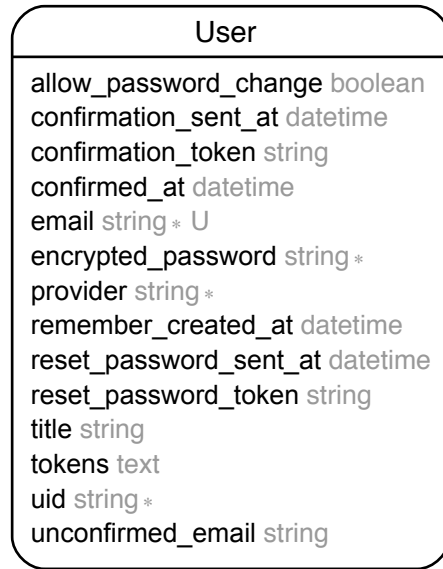 User
allow_password_change boolean
confirmation_sent_at datetime
confirmation_token string
confirmed_at datetime
email string * U
encrypted_password string *
provider string *
remember_created_at datetime
reset_password_sent_at datetime
reset_password_token string
title string
tokens text
uid string *
unconfirmed_email string